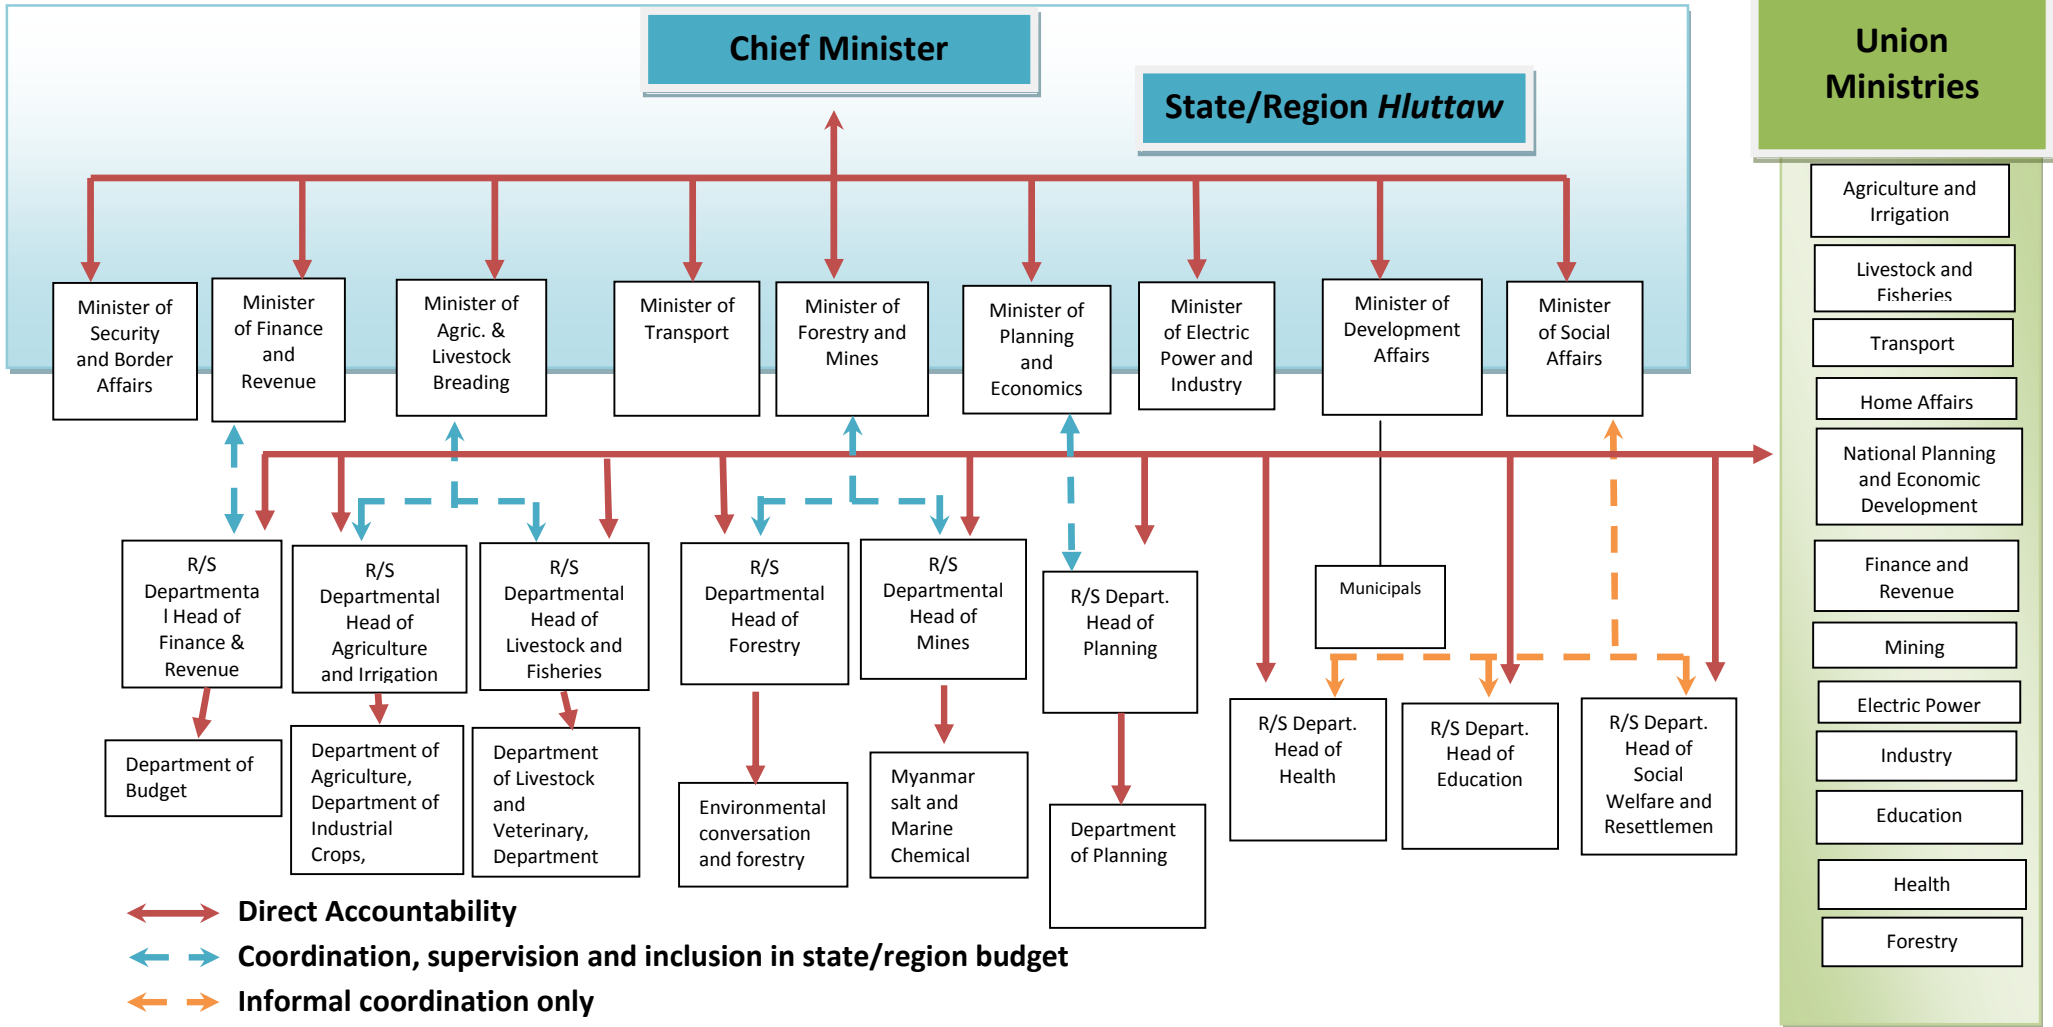 Chief Minister
State/Region Hluttaw
Union
Ministries
Minister of
Security
and Border
Affairs
Minister
of Finance
and
Revenue
Minister of
Agric. &
Livestock
Breading
Minister of
Transport
Minister of
Forestry and
Mines
Minister of
Planning
and
Economics
Minister
of Electric
Power and
Industry
Minister of
Development
Affairs
Minister
of Social
Affairs
R/S
Departmenta
l Head of
Finance &
Revenue
R/S
Departmental
Head of
Agriculture
and Irrigation
R/S
Departmental
Head of
Livestock and
Fisheries
R/S
Departmental
Head of
Forestry
R/S
Departmental
Head of
Mines
R/S Depart.
Head of
Planning
Municipals
R/S Depart.
Head of
Health
R/S Depart.
Head of
Education
R/S Depart.
Head of
Social
Welfare and
Resettlemen
Department of
Budget
Department of
Agriculture,
Department of
Industrial
Crops,
Department
of Livestock
and
Veterinary,
Department
Environmental
conversation
and forestry
Myanmar
salt and
Marine
Chemical
Department
of Planning
Agriculture and
Irrigation
Livestock and
Fisheries
Transport
Home Affairs
National Planning
and Economic
Development
Finance and
Revenue
Mining
Electric Power
Industry
Education
Health
Forestry
Direct Accountability
Coordination, supervision and inclusion in state/region budget
Informal coordination only